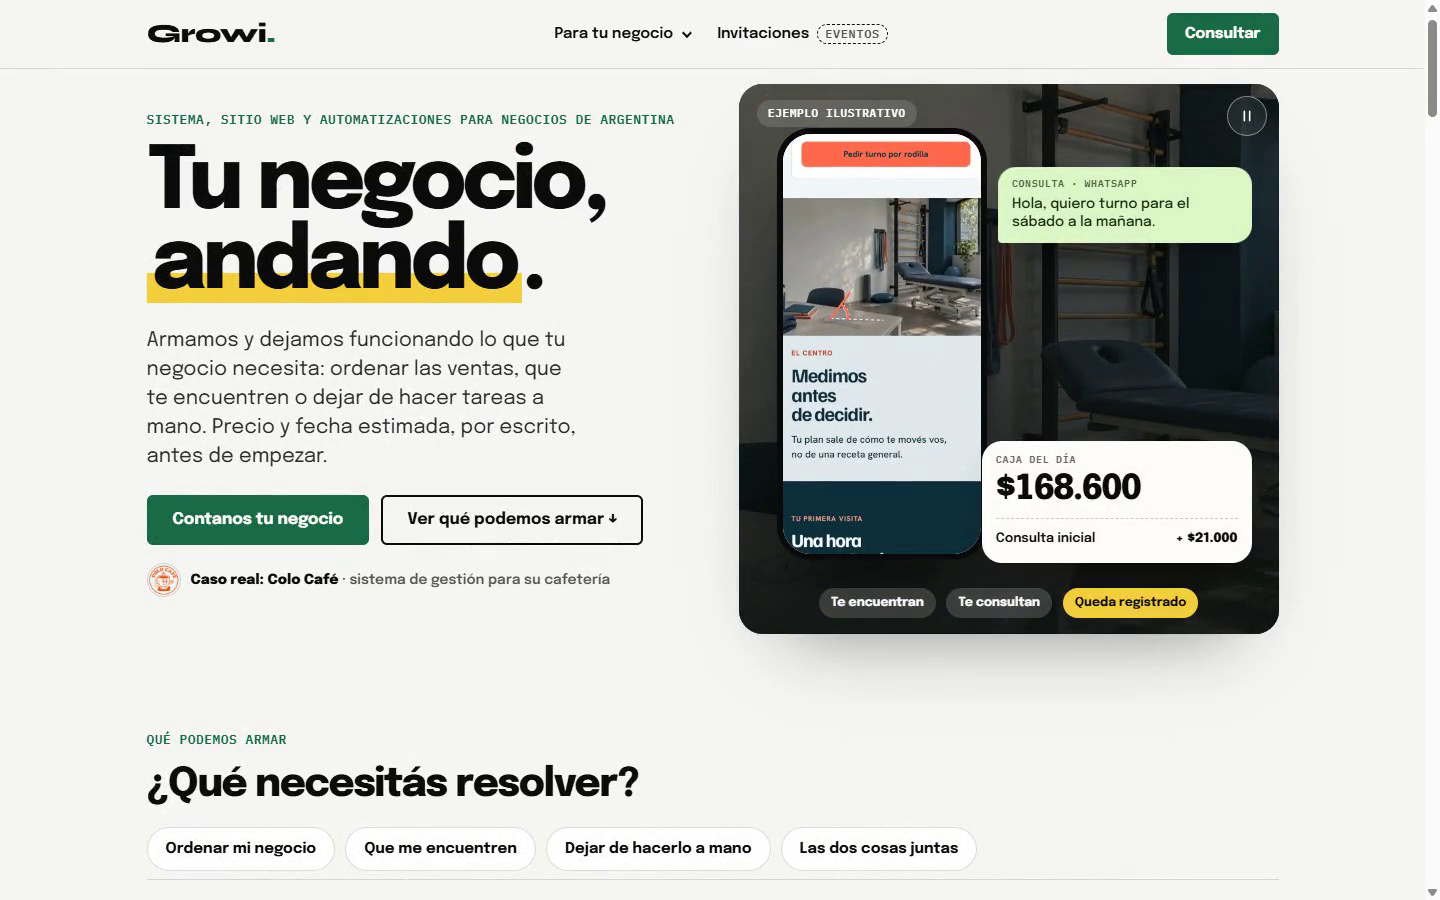 Growi.
Para tu negocio
Invitaciones EVENTOS
Consultar
SISTEMA, SITIO WEB Y AUTOMATIZACIONES PARA NEGOCIOS DE ARGENTINA
Tu negocio,
andando.
Armamos y dejamos funcionando lo que tu
negocio necesita: ordenar las ventas, que
te encuentren o dejar de hacer tareas a
mano. Precio y fecha estimada, por escrito,
antes de empezar.
Contanos tu negocio
Ver qué podemos armar ↓
COLO CAFÉ
Caso real: Colo Café · sistema de gestión para su cafetería
EJEMPLO ILUSTRATIVO
Pedir turno por rodilla
EL CENTRO
Medimos
antes
de decidir.
Tu plan sale de cómo te movés vos,
no de una receta general.
TU PRIMERA VISITA
Una hora
CONSULTA · WHATSAPP
Hola, quiero turno para el
sábado a la mañana.
CAJA DEL DÍA
$168.600
Consulta inicial + $21.000
Te encuentran
Te consultan
Queda registrado
QUÉ PODEMOS ARMAR
¿Qué necesitás resolver?
Ordenar mi negocio
Que me encuentren
Dejar de hacerlo a mano
Las dos cosas juntas